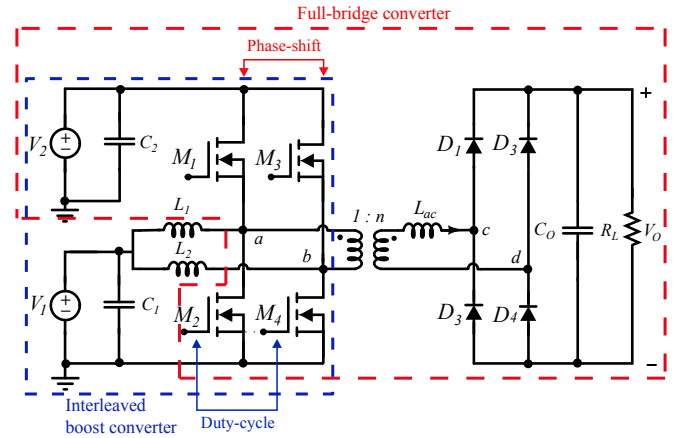 Full-bridge converter
Phase-shift
V2
C2
M1
M3
D1
D3
+
L1
1 : n
Lac
a
c
L2
b
d
CO
RL
VO
V1
C1
M2
M4
D3
D4
−
Interleaved
boost converter
Duty-cycle